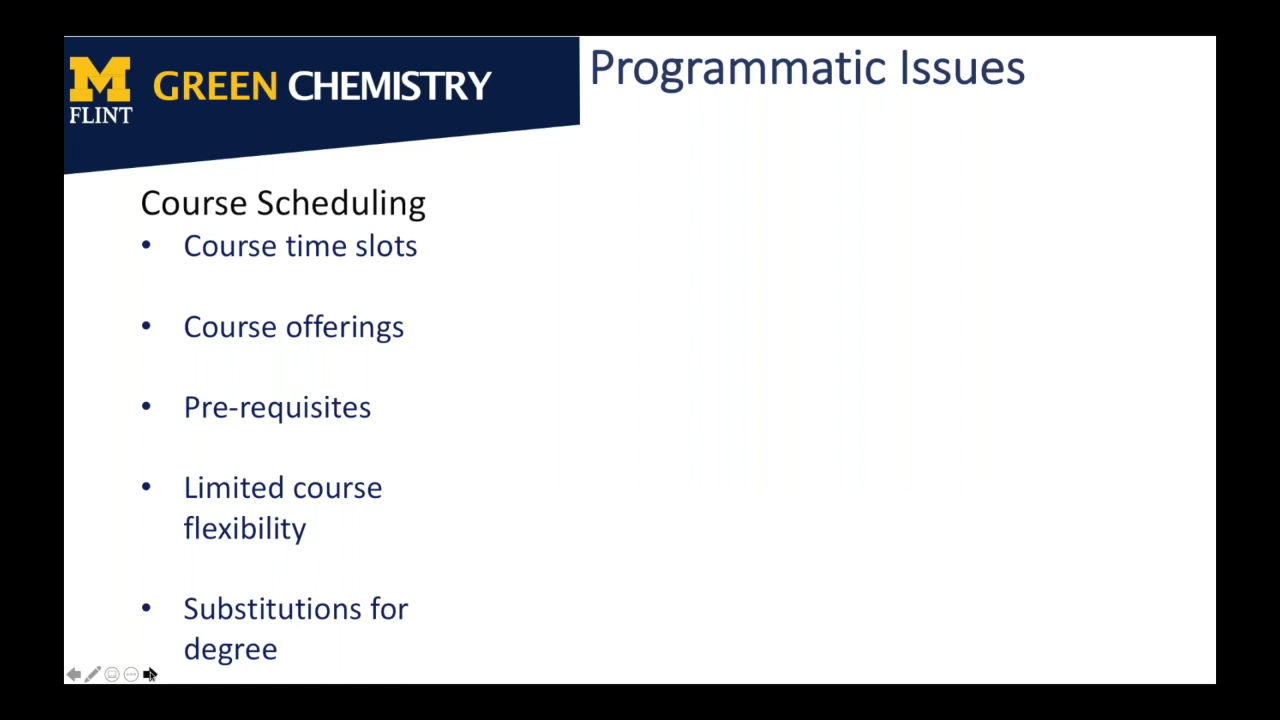 M
FLINT
GREEN CHEMISTRY
Programmatic Issues
Course Scheduling
• Course time slots
• Course offerings
• Pre-requisites
• Limited course
flexibility
• Substitutions for
degree